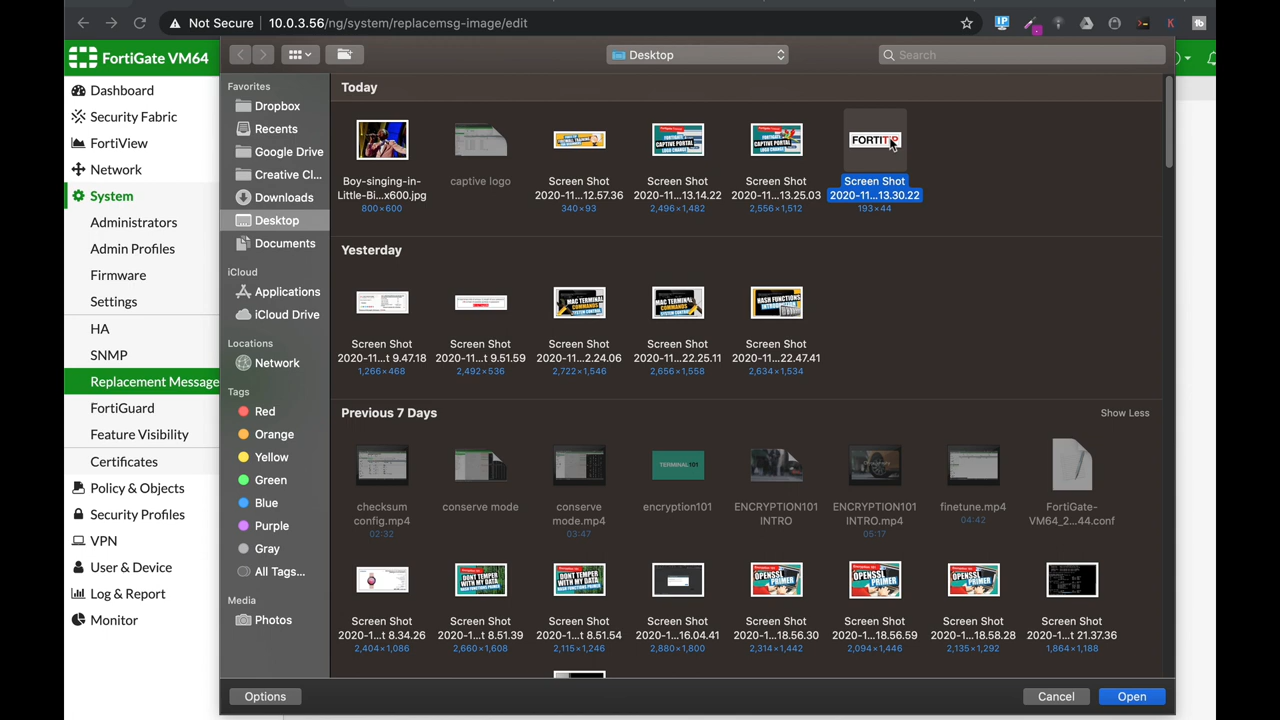 Not Secure | 10.0.3.56/ng/system/replacemsg-image/edit
FortiGate VM64
Dashboard
Security Fabric
FortiView
Network
System
Administrators
Admin Profiles
Firmware
Settings
HA
SNMP
Replacement Message
FortiGuard
Feature Visibility
Certificates
Policy & Objects
Security Profiles
VPN
User & Device
Log & Report
Monitor
Desktop
Search
Favorites
Dropbox
Recents
Google Drive
Creative Cl...
Downloads
Desktop
Documents
iCloud
Applications
iCloud Drive
Locations
Network
Tags
Red
Orange
Yellow
Green
Blue
Purple
Gray
All Tags...
Media
Photos
Today
FORTITIP
Boy-singing-in- captive logo Screen Shot Screen Shot Screen Shot Screen Shot
Little-Bi...x600.jpg 2020-11...12.57.36 2020-11...13.14.22 2020-11...13.25.03 2020-11...13.30.22
800×600 340×93 2,496×1,482 2,556×1,512 193×44
Yesterday
Screen Shot Screen Shot Screen Shot Screen Shot Screen Shot
2020-11...t 9.47.18 2020-11...t 9.51.59 2020-11...2.24.06 2020-11...22.25.11 2020-11...22.47.41
1,266×468 2,492×536 2,722×1,546 2,656×1,558 2,634×1,534
Previous 7 Days Show Less
TERMINAL101
checksum conserve mode conserve encryption101 ENCRYPTION101 ENCRYPTION101 finetune.mp4 FortiGate-
config.mp4 mode.mp4 INTRO INTRO.mp4 04:42 VM64_2...44.conf
02:32 03:47 05:17
Screen Shot Screen Shot Screen Shot Screen Shot Screen Shot Screen Shot Screen Shot Screen Shot
2020-1...t 8.34.26 2020-1...t 8.51.39 2020-1...t 8.51.54 2020-1...16.04.41 2020-1...18.56.30 2020-1...18.56.59 2020-1...18.58.28 2020-1...t 21.37.36
2,404×1,086 2,660×1,608 2,115×1,246 2,880×1,800 2,314×1,442 2,094×1,446 2,135×1,292 1,864×1,188
Options Cancel Open